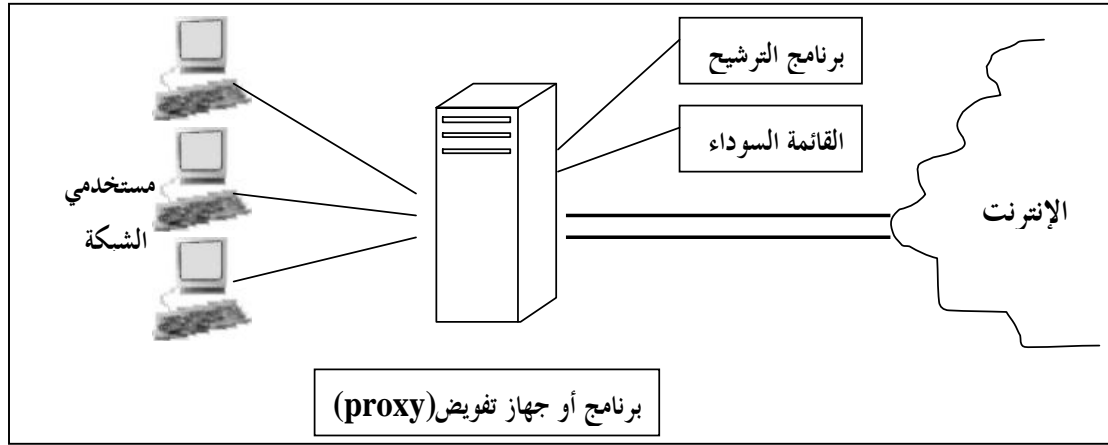 برنامج الترشيح
القائمة السوداء
مستخدمي
الشبكة
الإنترنت
برنامج أو جهاز تفويض(proxy)